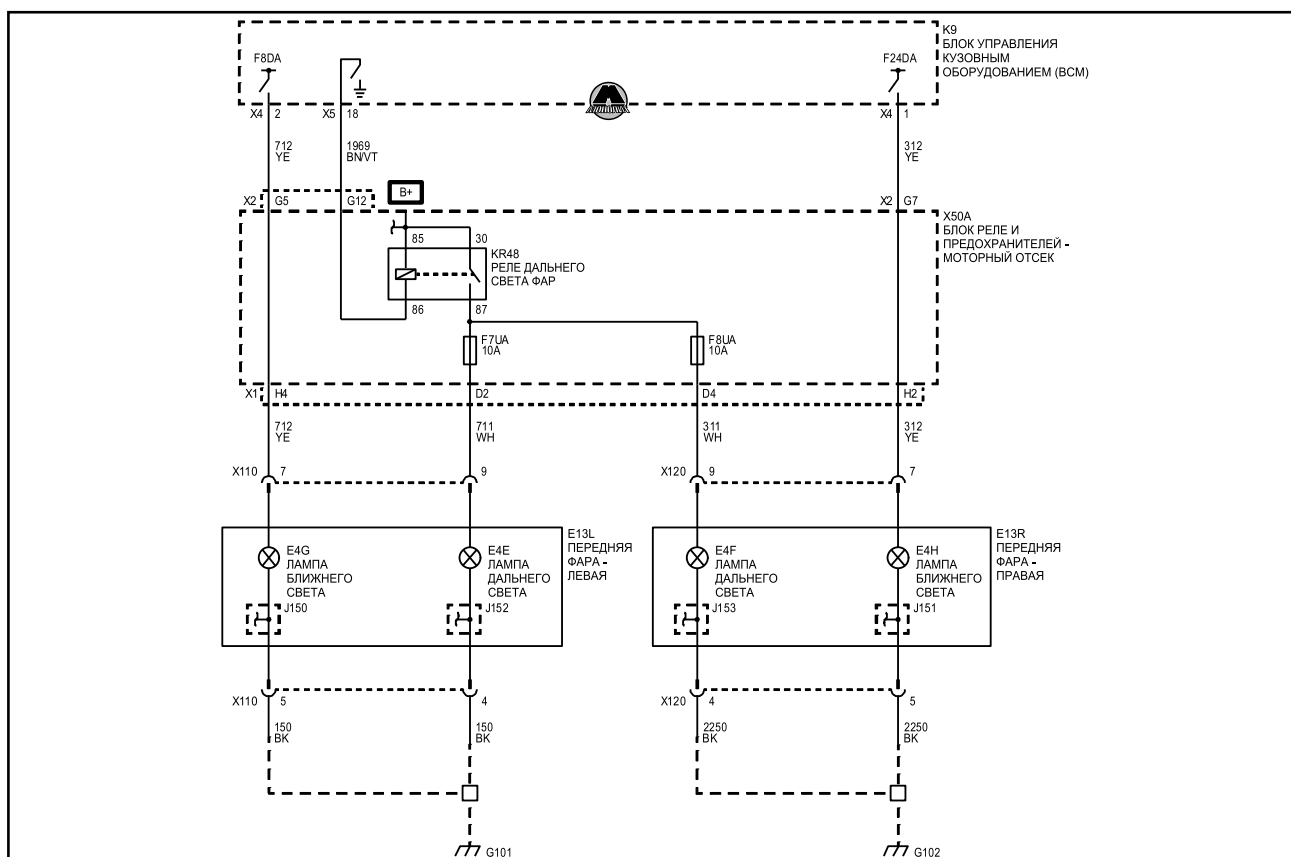 K9
БЛОК УПРАВЛЕНИЯ
КУЗОВНЫМ
ОБОРУДОВАНИЕМ (BCM)
F8DA
F24DA
X4 2
X5 18
X4 1
712
YE
1969
BN/VT
312
YE
X2 G5
G12
B+
X2 G7
X50A
БЛОК РЕЛЕ И
ПРЕДОХРАНИТЕЛЕЙ -
МОТОРНЫЙ ОТСЕК
85 30
KR48
РЕЛЕ ДАЛЬНЕГО
СВЕТА ФАР
86 87
F7UA
10A
F8UA
10A
X1 H4
D2
D4
H2
712
YE
711
WH
311
WH
312
YE
X110 7
9
X120 9
7
E13L
ПЕРЕДНЯЯ
ФАРА -
ЛЕВАЯ
E13R
ПЕРЕДНЯЯ
ФАРА -
ПРАВАЯ
E4G
ЛАМПА
БЛИЖНЕГО
СВЕТА
E4E
ЛАМПА
ДАЛЬНЕГО
СВЕТА
E4F
ЛАМПА
ДАЛЬНЕГО
СВЕТА
E4H
ЛАМПА
БЛИЖНЕГО
СВЕТА
J150
J152
J153
J151
X110 5
4
X120 4
5
150
BK
150
BK
2250
BK
2250
BK
G101
G102